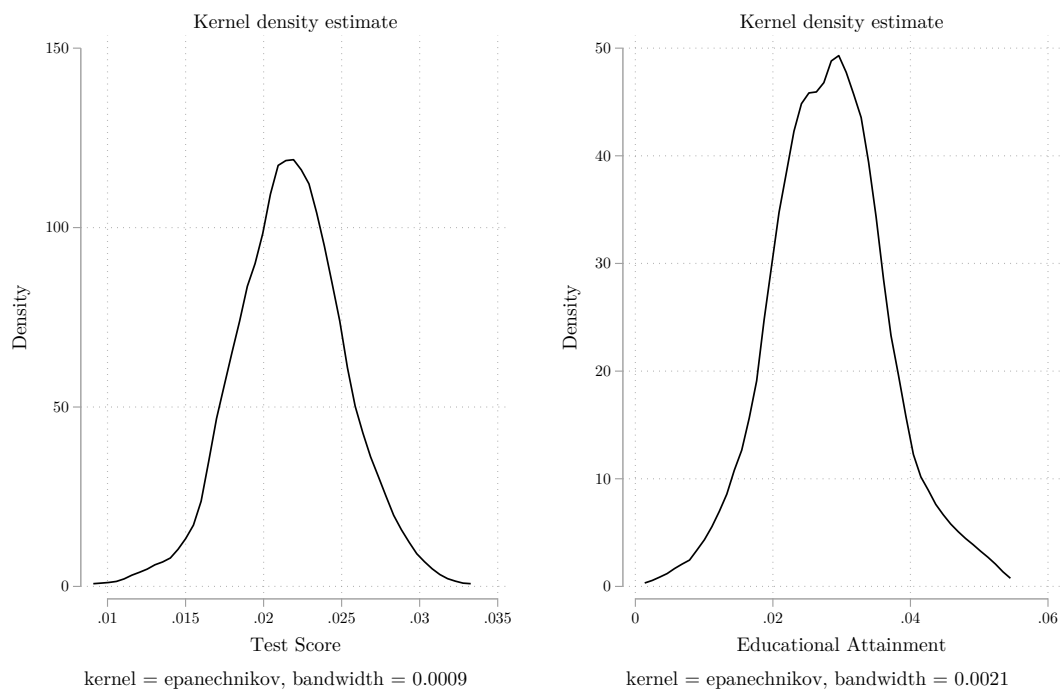 Kernel density estimate
150
100
50
0
Density
.01 .015 .02 .025 .03 .035
Test Score
kernel = epanechnikov, bandwidth = 0.0009
Kernel density estimate
50
40
30
20
10
0
Density
0 .02 .04 .06
Educational Attainment
kernel = epanechnikov, bandwidth = 0.0021